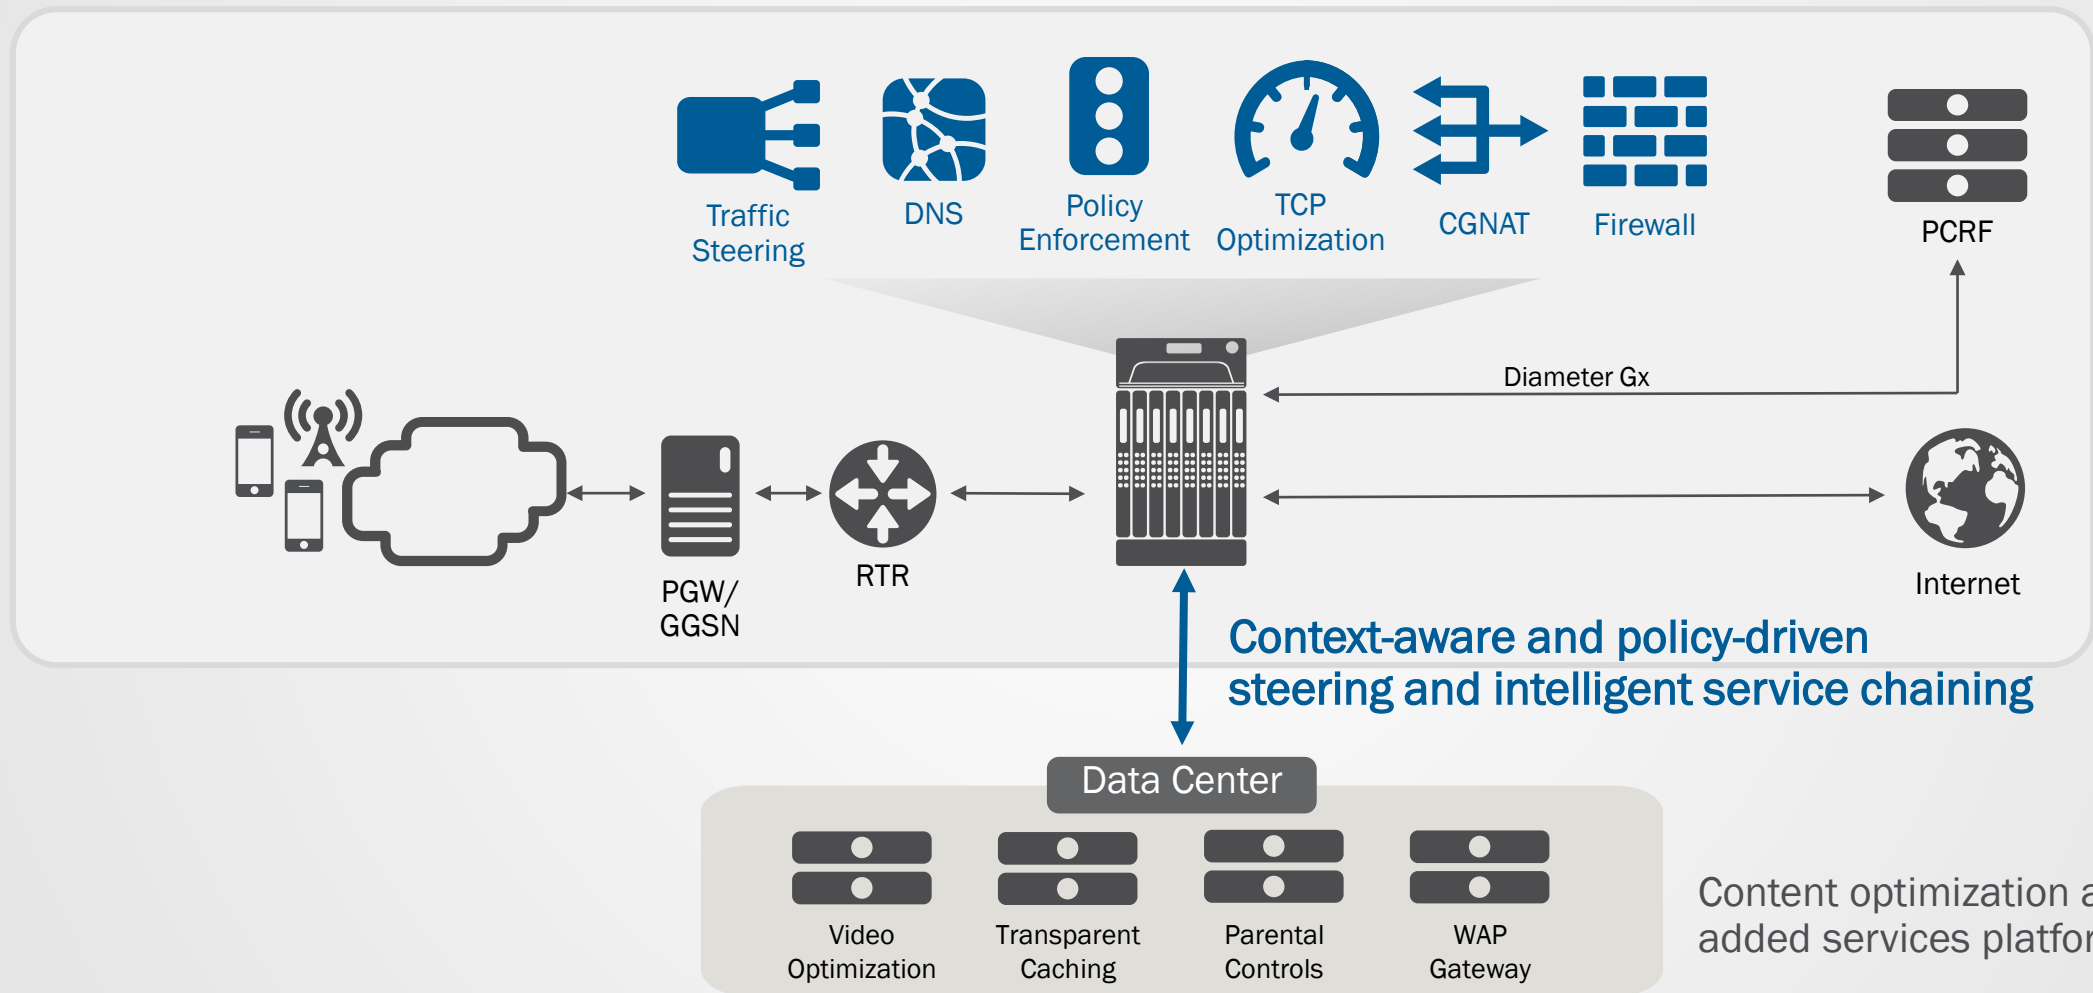 Traffic
Steering
DNS
Policy
Enforcement
TCP
Optimization
CGNAT
Firewall
PCRF
Diameter Gx
PGW/
GGSN
RTR
Internet
Context-aware and policy-driven
steering and intelligent service chaining
Data Center
Video
Optimization
Transparent
Caching
Parental
Controls
WAP
Gateway
Content optimization
added services